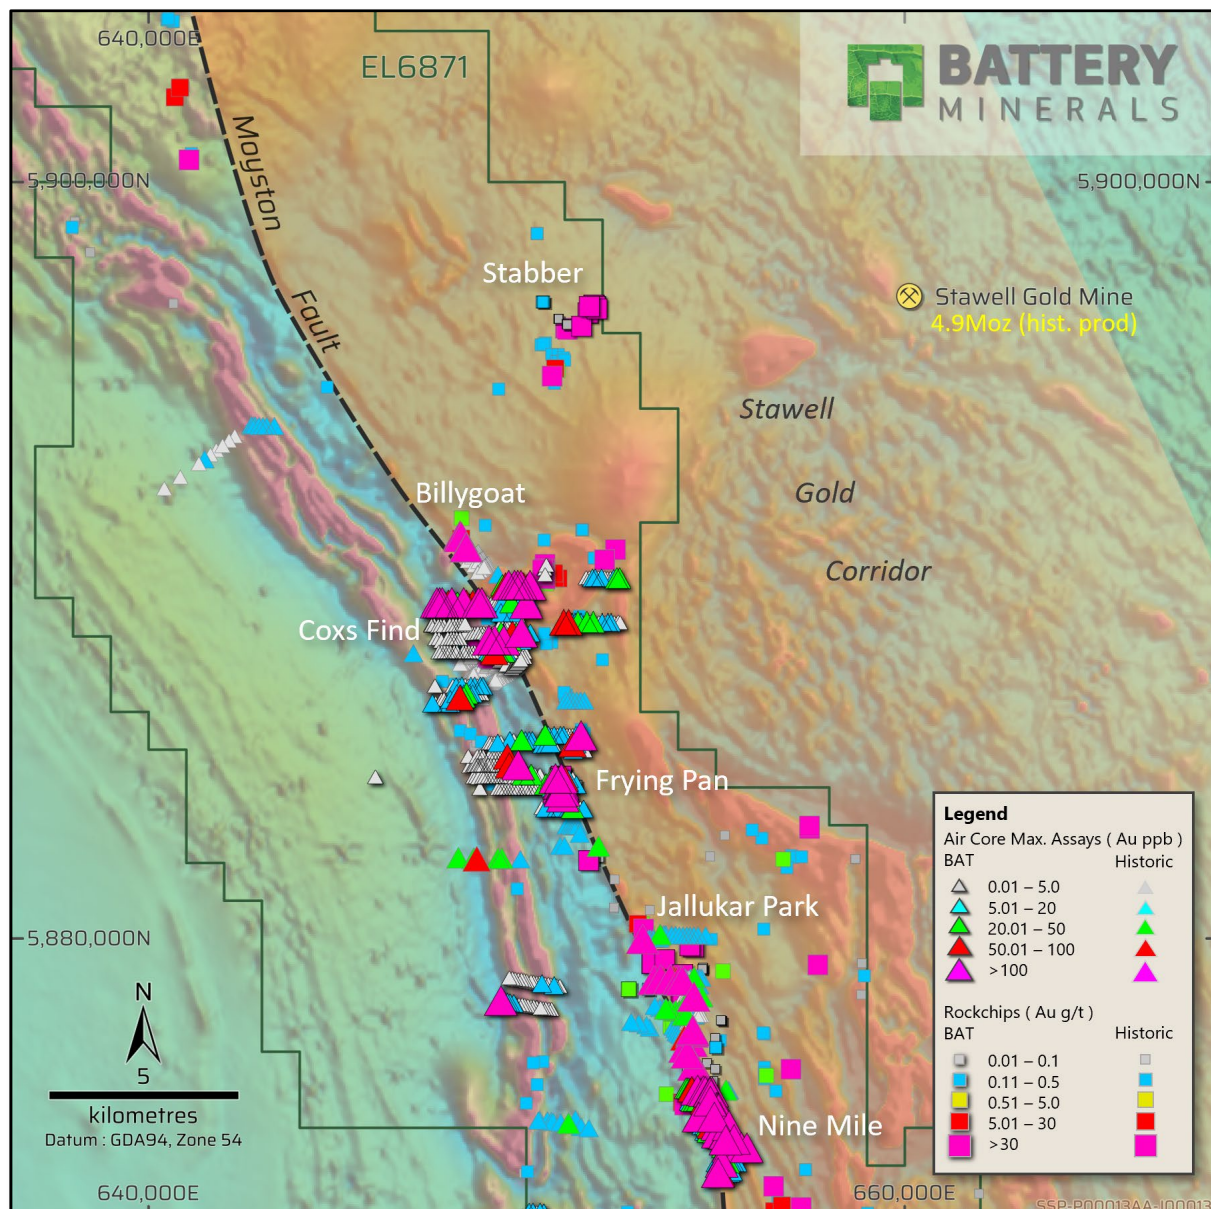 640,000E
EL6871
BATTERY
MINERALS
Moyston
Fault
5,900,000N
5,900,000N
Stabber
Stawell Gold Mine
4.9Moz (hist. prod)
Stawell
Gold
Corridor
Billygoat
Coxs Find
Frying Pan
Jallukar Park
5,880,000N
Nine Mile
N
5
kilometres
Datum : GDA94, Zone 54
640,000E
660,000E
Legend
Air Core Max. Assays ( Au ppb )
BAT Historic
0.01 – 5.0
5.01 – 20
20.01 – 50
50.01 – 100
>100
Rockchips ( Au g/t )
BAT Historic
0.01 – 0.1
0.11 – 0.5
0.51 – 5.0
5.01 – 30
>30